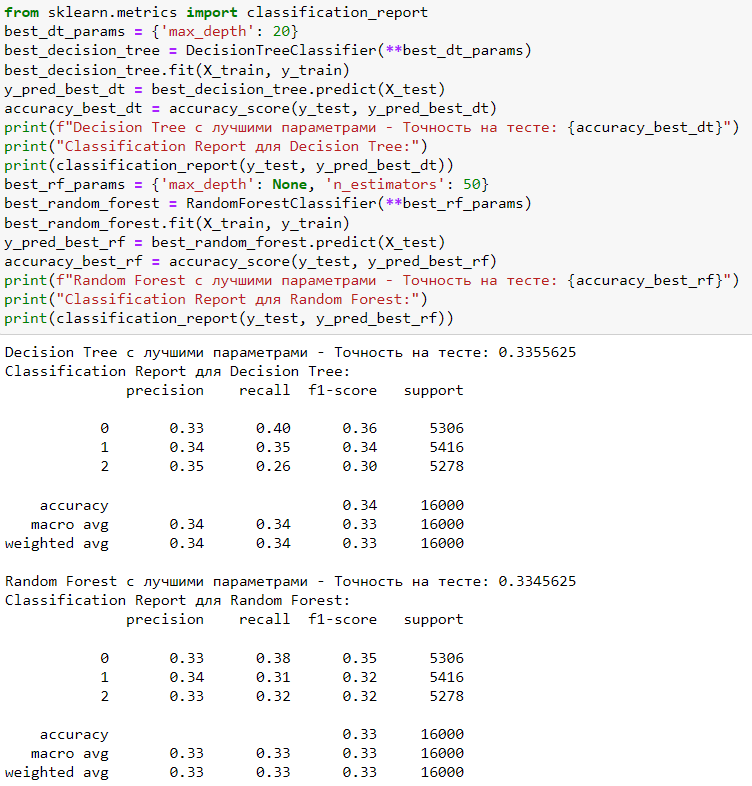 from sklearn.metrics import classification_report
best_dt_params = {'max_depth': 20}
best_decision_tree = DecisionTreeClassifier(**best_dt_params)
best_decision_tree.fit(X_train, y_train)
y_pred_best_dt = best_decision_tree.predict(X_test)
accuracy_best_dt = accuracy_score(y_test, y_pred_best_dt)
print(f"Decision Tree с лучшими параметрами - Точность на тесте: {accuracy_best_dt}")
print("Classification Report для Decision Tree:")
print(classification_report(y_test, y_pred_best_dt))
best_rf_params = {'max_depth': None, 'n_estimators': 50}
best_random_forest = RandomForestClassifier(**best_rf_params)
best_random_forest.fit(X_train, y_train)
y_pred_best_rf = best_random_forest.predict(X_test)
accuracy_best_rf = accuracy_score(y_test, y_pred_best_rf)
print(f"Random Forest с лучшими параметрами - Точность на тесте: {accuracy_best_rf}")
print("Classification Report для Random Forest:")
print(classification_report(y_test, y_pred_best_rf))
Decision Tree с лучшими параметрами - Точность на тесте: 0.3355625
Classification Report для Decision Tree:
              precision    recall  f1-score   support
           0       0.33      0.40      0.36      5306
           1       0.34      0.35      0.34      5416
           2       0.35      0.26      0.30      5278
    accuracy                           0.34     16000
   macro avg       0.34      0.34      0.33     16000
weighted avg       0.34      0.34      0.33     16000
Random Forest с лучшими параметрами - Точность на тесте: 0.3345625
Classification Report для Random Forest:
              precision    recall  f1-score   support
           0       0.33      0.38      0.35      5306
           1       0.34      0.31      0.32      5416
           2       0.33      0.32      0.32      5278
    accuracy                           0.33     16000
   macro avg       0.33      0.33      0.33     16000
weighted avg       0.33      0.33      0.33     16000